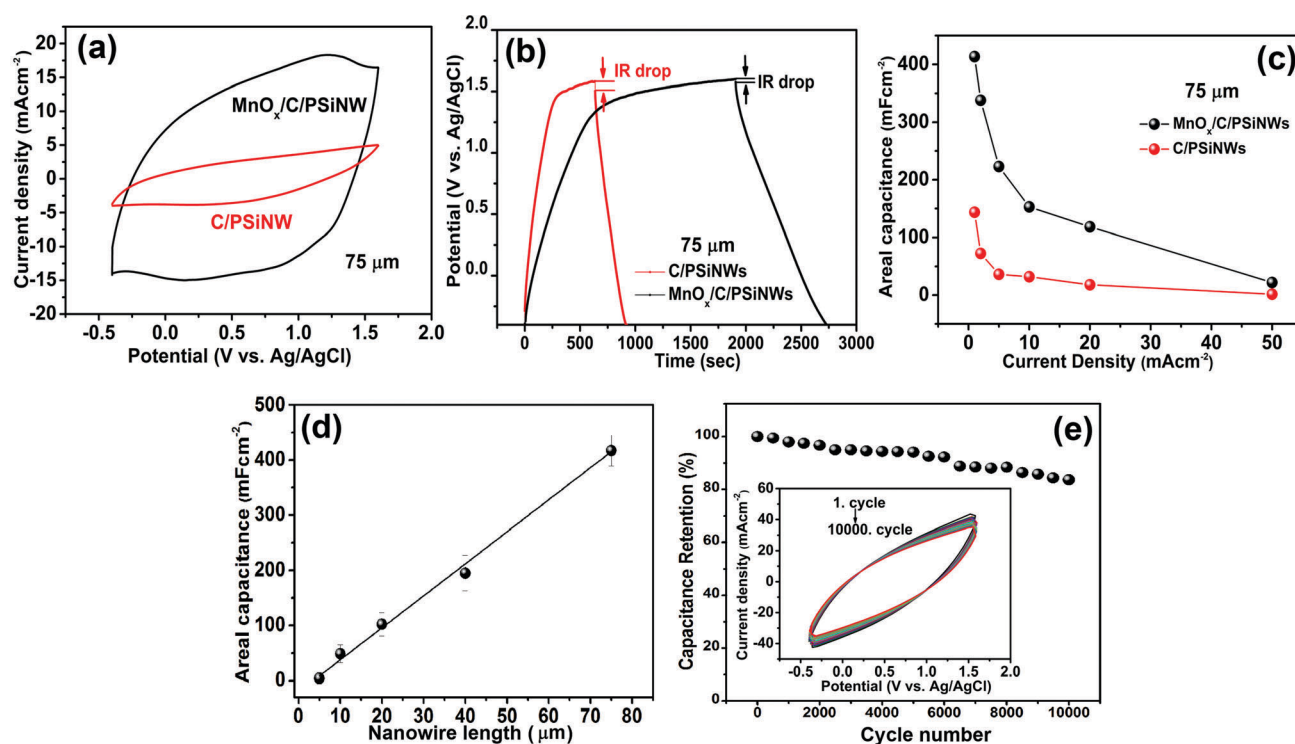 (a)
Current density (mAcm⁻²)
25
20
15
10
5
0
-5
-10
-15
-20
MnOₓ/C/PSiNW
C/PSiNW
75 μm
-0.5 0.0 0.5 1.0 1.5 2.0
Potential (V vs. Ag/AgCl)
(b)
Potential (V vs. Ag/AgCl)
2.0
2.0
1.5
1.0
0.5
0.0
IR drop
IR drop
75 μm
C/PSiNWs
MnOₓ/C/PSiNWs
0 500 1000 1500 2000 2500 3000
Time (sec)
(c)
Areal capacitance (mFcm⁻²)
400
300
200
100
0
75 μm
MnOₓ/C/PSiNWs
C/PSiNWs
0 10 20 30 40 50
Current Density (mAcm⁻²)
(d)
Areal capacitance (mFcm⁻²)
500
400
300
200
100
0
10 20 30 40 50 60 70 80
Nanowire length ( μm)
(e)
Capacitance Retention (%)
100
80
60
40
20
0
Current density (mAcm⁻²)
60
40
20
0
-20
-40
1. cycle
10000. cycle
-0.5 0.0 0.5 1.0 1.5 2.0
Potential (V vs. Ag/AgCl)
0 2000 4000 6000 8000 10000
Cycle number